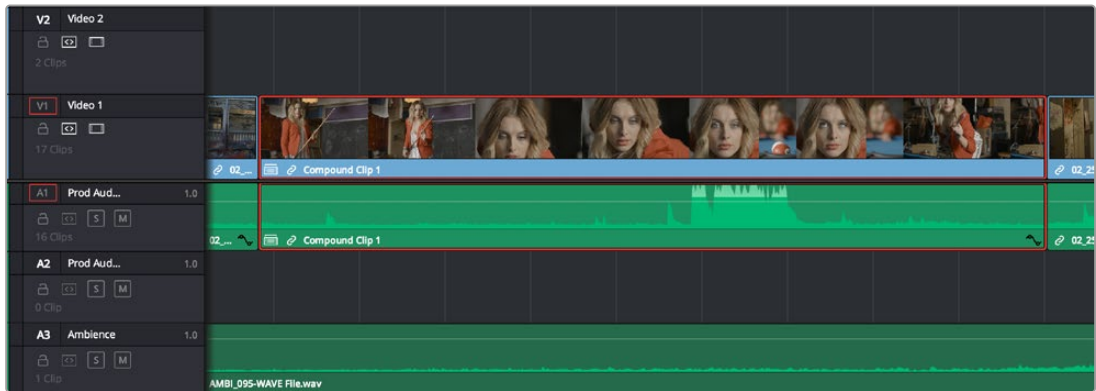 V2 Video 2
2 Clips
V1 Video 1
17 Clips
02_... Compound Clip 1 02_25
A1 Prod Aud... 1.0
S M
16 Clips
02_... Compound Clip 1 02_25
A2 Prod Aud... 1.0
S M
0 Clip
A3 Ambience 1.0
S M
1 Clip
AMBI_095-WAVE File.wav